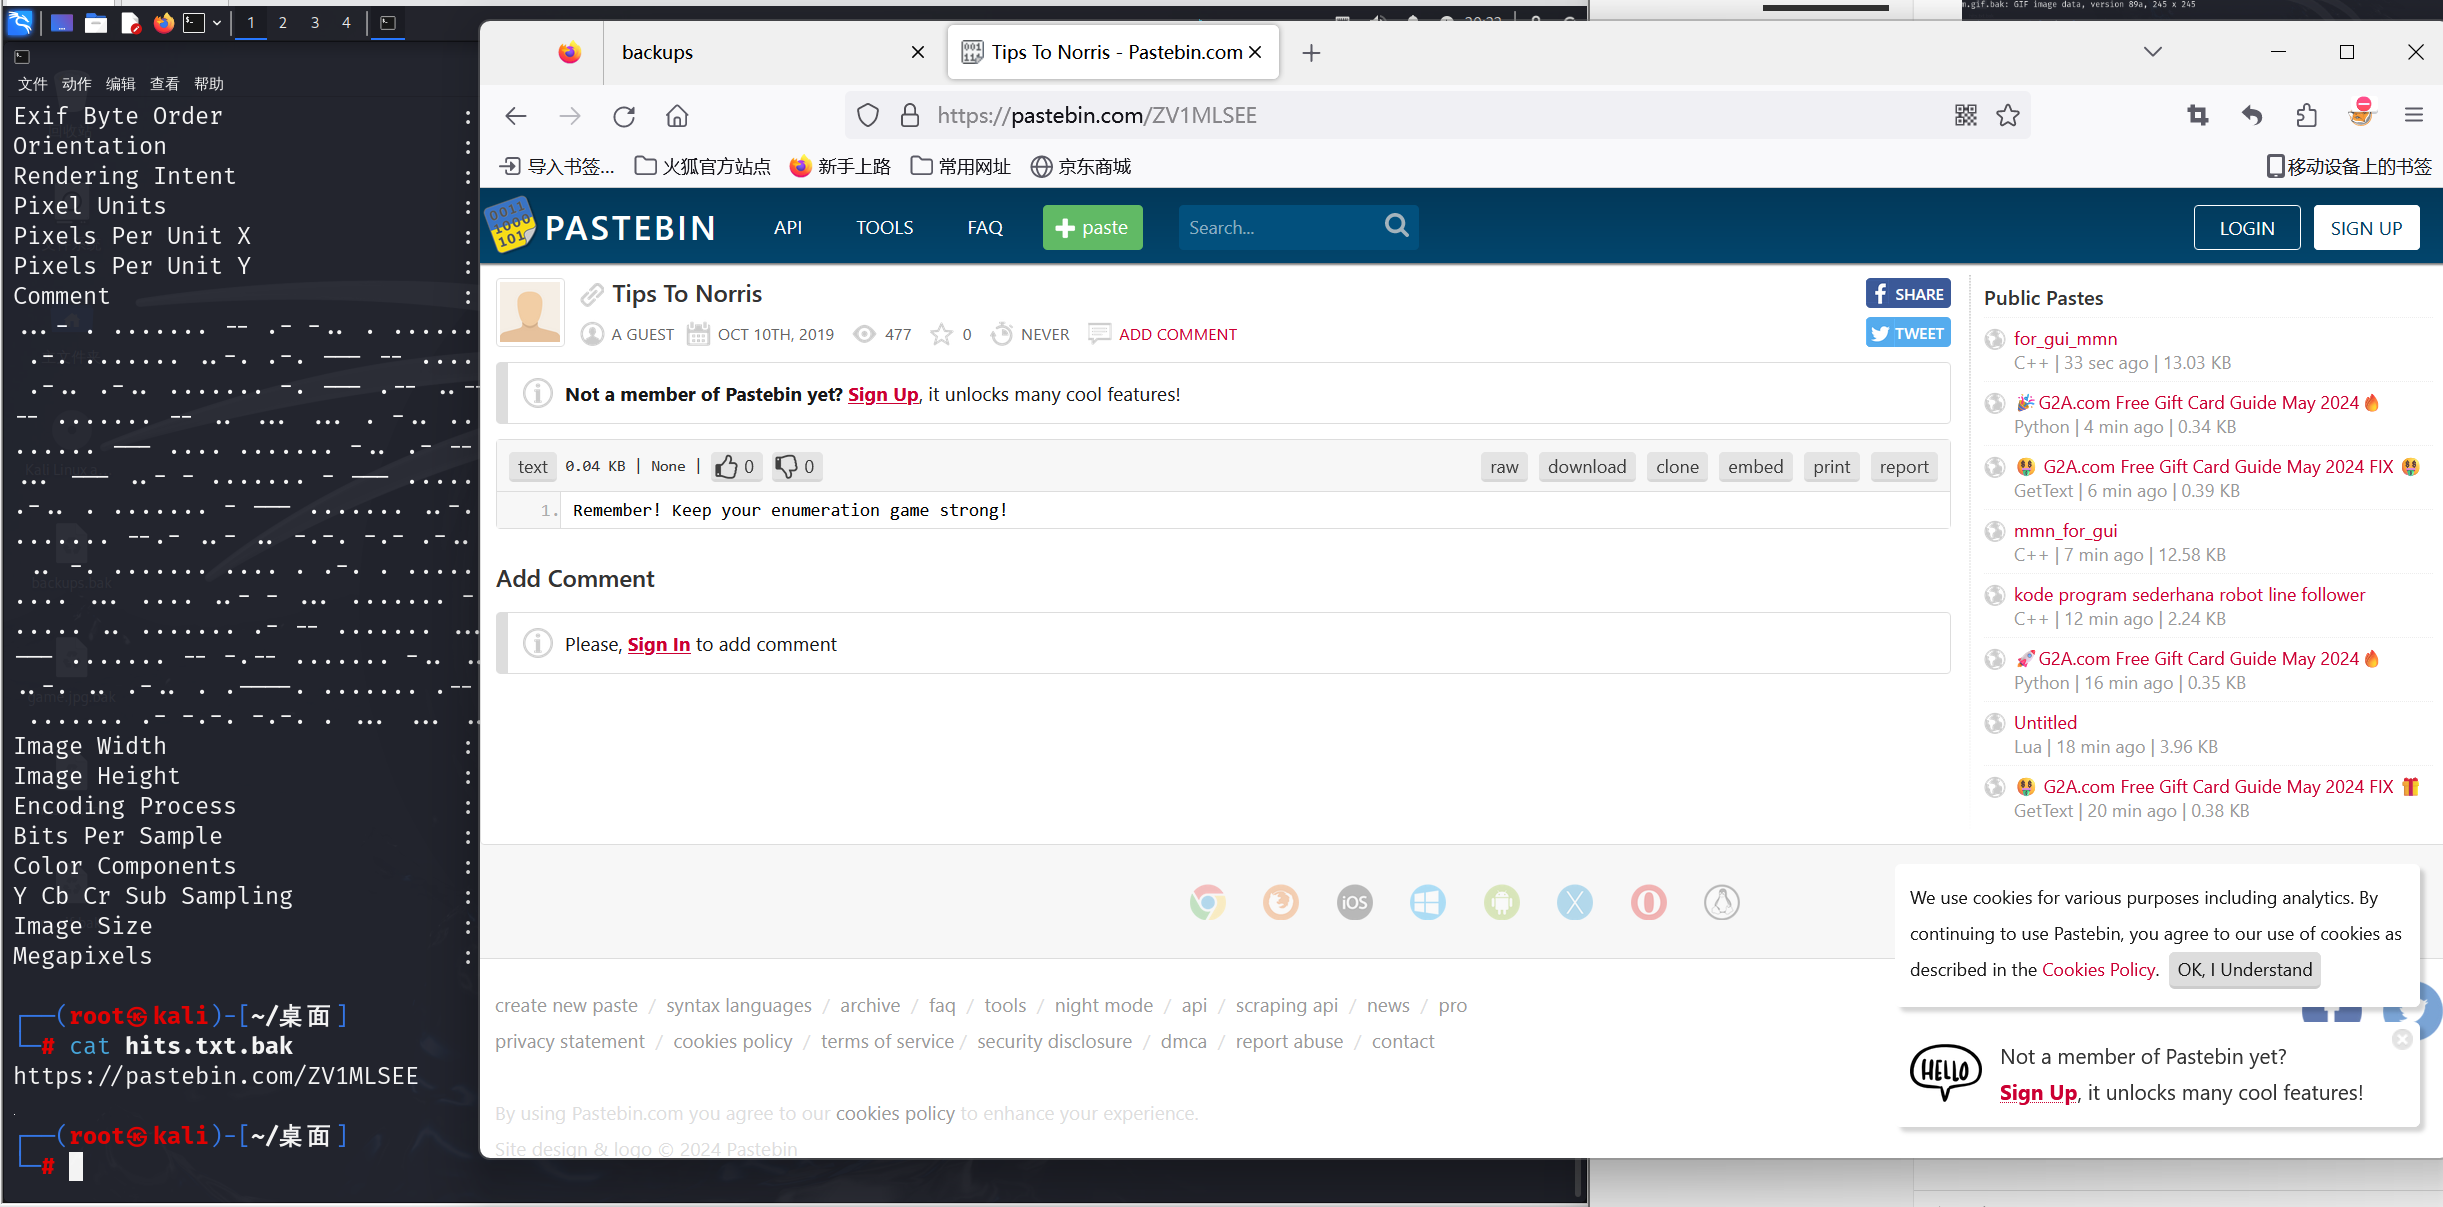 1 2 3 4
文件 动作 编辑 查看 帮助
Exif Byte Order :
Orientation :
Rendering Intent :
Pixel Units :
Pixels Per Unit X :
Pixels Per Unit Y :
Comment :
Image Width :
Image Height :
Encoding Process :
Bits Per Sample :
Color Components :
Y Cb Cr Sub Sampling :
Image Size :
Megapixels :
┌──(root㉿kali)-[~/桌面]
└─# cat hits.txt.bak
https://pastebin.com/ZV1MLSEE
┌──(root㉿kali)-[~/桌面]
└─#
m.gif.bak: GIF image data, version 89a, 245 x 245
backups
Tips To Norris - Pastebin.com
https://pastebin.com/ZV1MLSEE
导入书签... 火狐官方站点 新手上路 常用网址 京东商城 移动设备上的书签
PASTEBIN API TOOLS FAQ paste Search... LOGIN SIGN UP
Tips To Norris
A GUEST OCT 10TH, 2019 477 0 NEVER ADD COMMENT
SHARE
TWEET
Not a member of Pastebin yet? Sign Up, it unlocks many cool features!
text 0.04 KB | None | 0 0 raw download clone embed print report
1. Remember! Keep your enumeration game strong!
Add Comment
Please, Sign In to add comment
Public Pastes
for_gui_mmn
C++ | 33 sec ago | 13.03 KB
🎉G2A.com Free Gift Card Guide May 2024🔥
Python | 4 min ago | 0.34 KB
🤑 G2A.com Free Gift Card Guide May 2024 FIX 🤑
GetText | 6 min ago | 0.39 KB
mmn_for_gui
C++ | 7 min ago | 12.58 KB
kode program sederhana robot line follower
C++ | 12 min ago | 2.24 KB
🚀G2A.com Free Gift Card Guide May 2024🔥
Python | 16 min ago | 0.35 KB
Untitled
Lua | 18 min ago | 3.96 KB
🤑 G2A.com Free Gift Card Guide May 2024 FIX 🎁
GetText | 20 min ago | 0.38 KB
iOS
create new paste / syntax languages / archive / faq / tools / night mode / api / scraping api / news / pro
privacy statement / cookies policy / terms of service / security disclosure / dmca / report abuse / contact
By using Pastebin.com you agree to our cookies policy to enhance your experience.
Site design & logo © 2024 Pastebin
We use cookies for various purposes including analytics. By
continuing to use Pastebin, you agree to our use of cookies as
described in the Cookies Policy. OK, I Understand
HELLO
Not a member of Pastebin yet?
Sign Up, it unlocks many cool features!